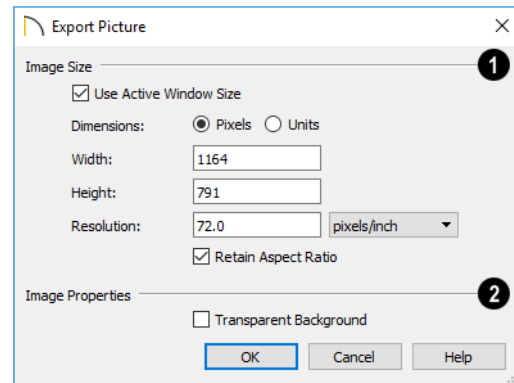 Export Picture
Image Size
1
Use Active Window Size
Dimensions: Pixels Units
Width: 1164
Height: 791
Resolution: 72.0 pixels/inch
Retain Aspect Ratio
Image Properties
2
Transparent Background
OK Cancel Help